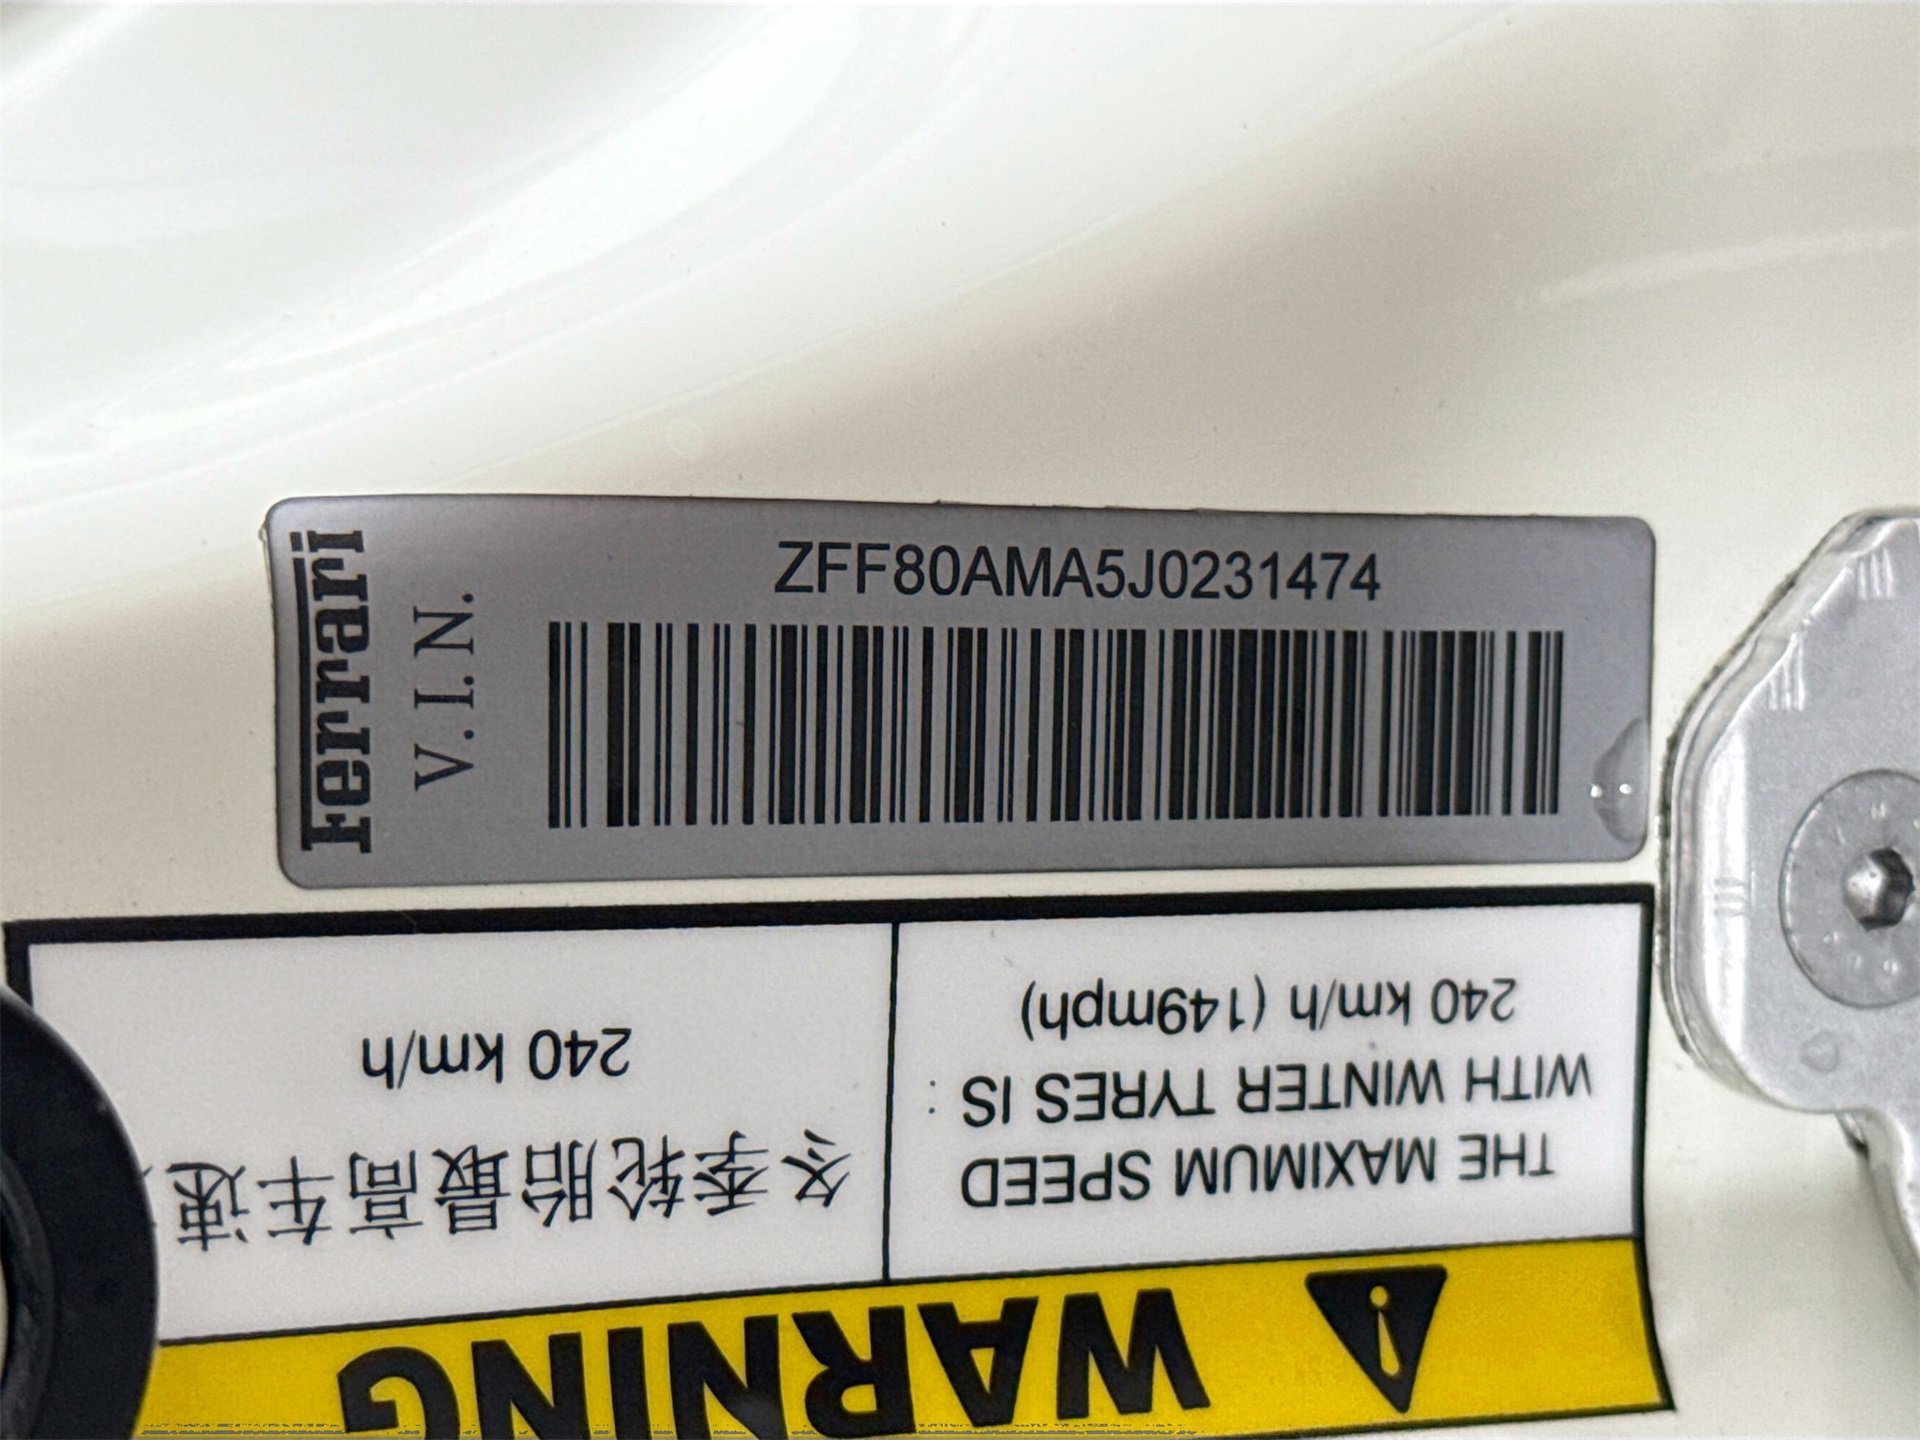 Ferrari
V.I.N.
ZFF80AMA5J0231474
WARNING
THE MAXIMUM SPEED
WITH WINTER TYRES IS :
240 km/h (149mph)
冬季轮胎最高车速
240 km/h